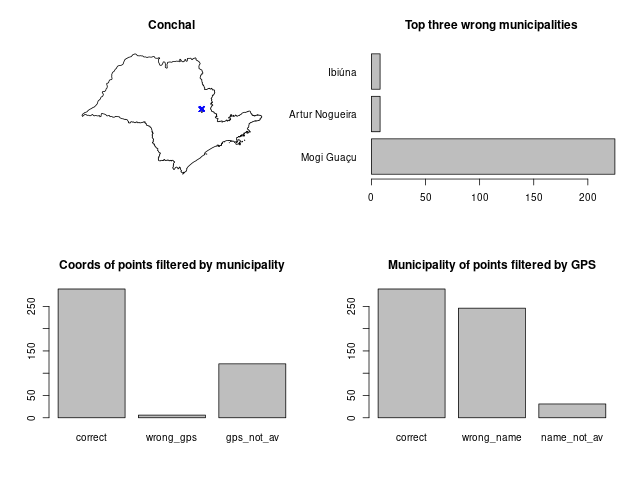 Conchal
Top three wrong municipalities
Ibiúna
Artur Nogueira
Mogi Guaçu
0 50 100 150 200
Coords of points filtered by municipality
250
150
50
0
correct wrong_gps gps_not_av
Municipality of points filtered by GPS
250
150
50
0
correct wrong_name name_not_av